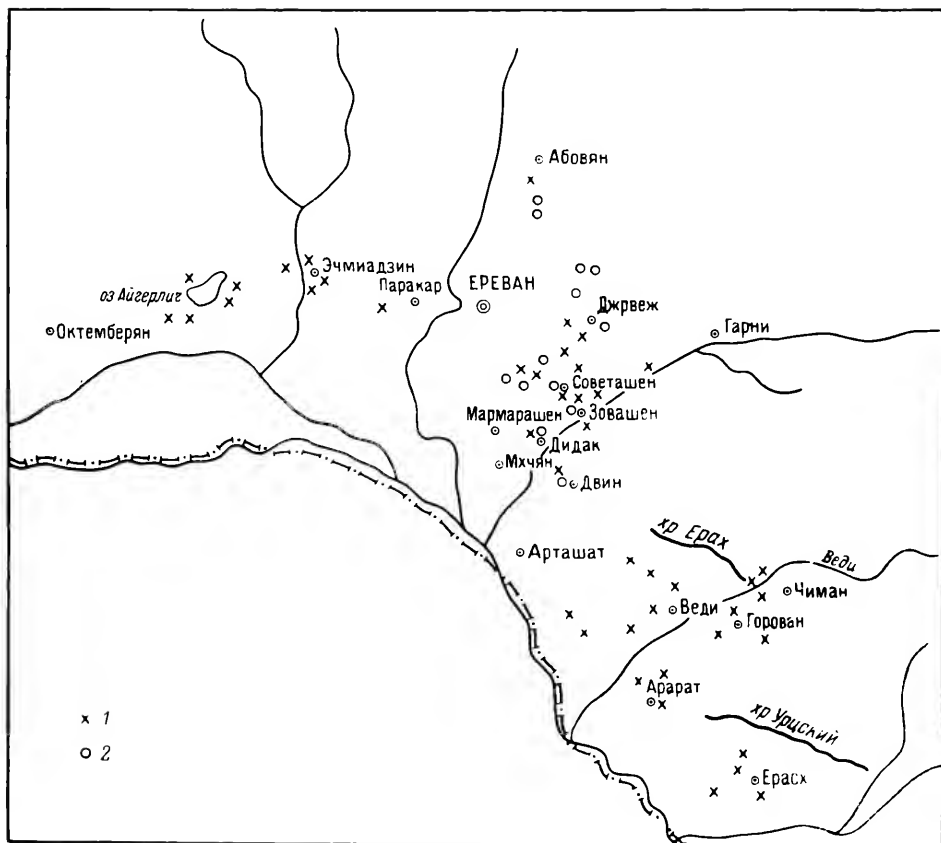 Абовян
Эчмиадзин
Паракар
ЕРЕВАН
оз Айгерлич
Октемберян
Джрвеж
Гарни
Советашен
Мармарашен
Зовашен
Дидак
Мхчян
Двин
хр Ерах
Арташат
Веди
Чиман
Веди
Горован
Арарат
хр Урцский
Ерасх
х 1
о 2